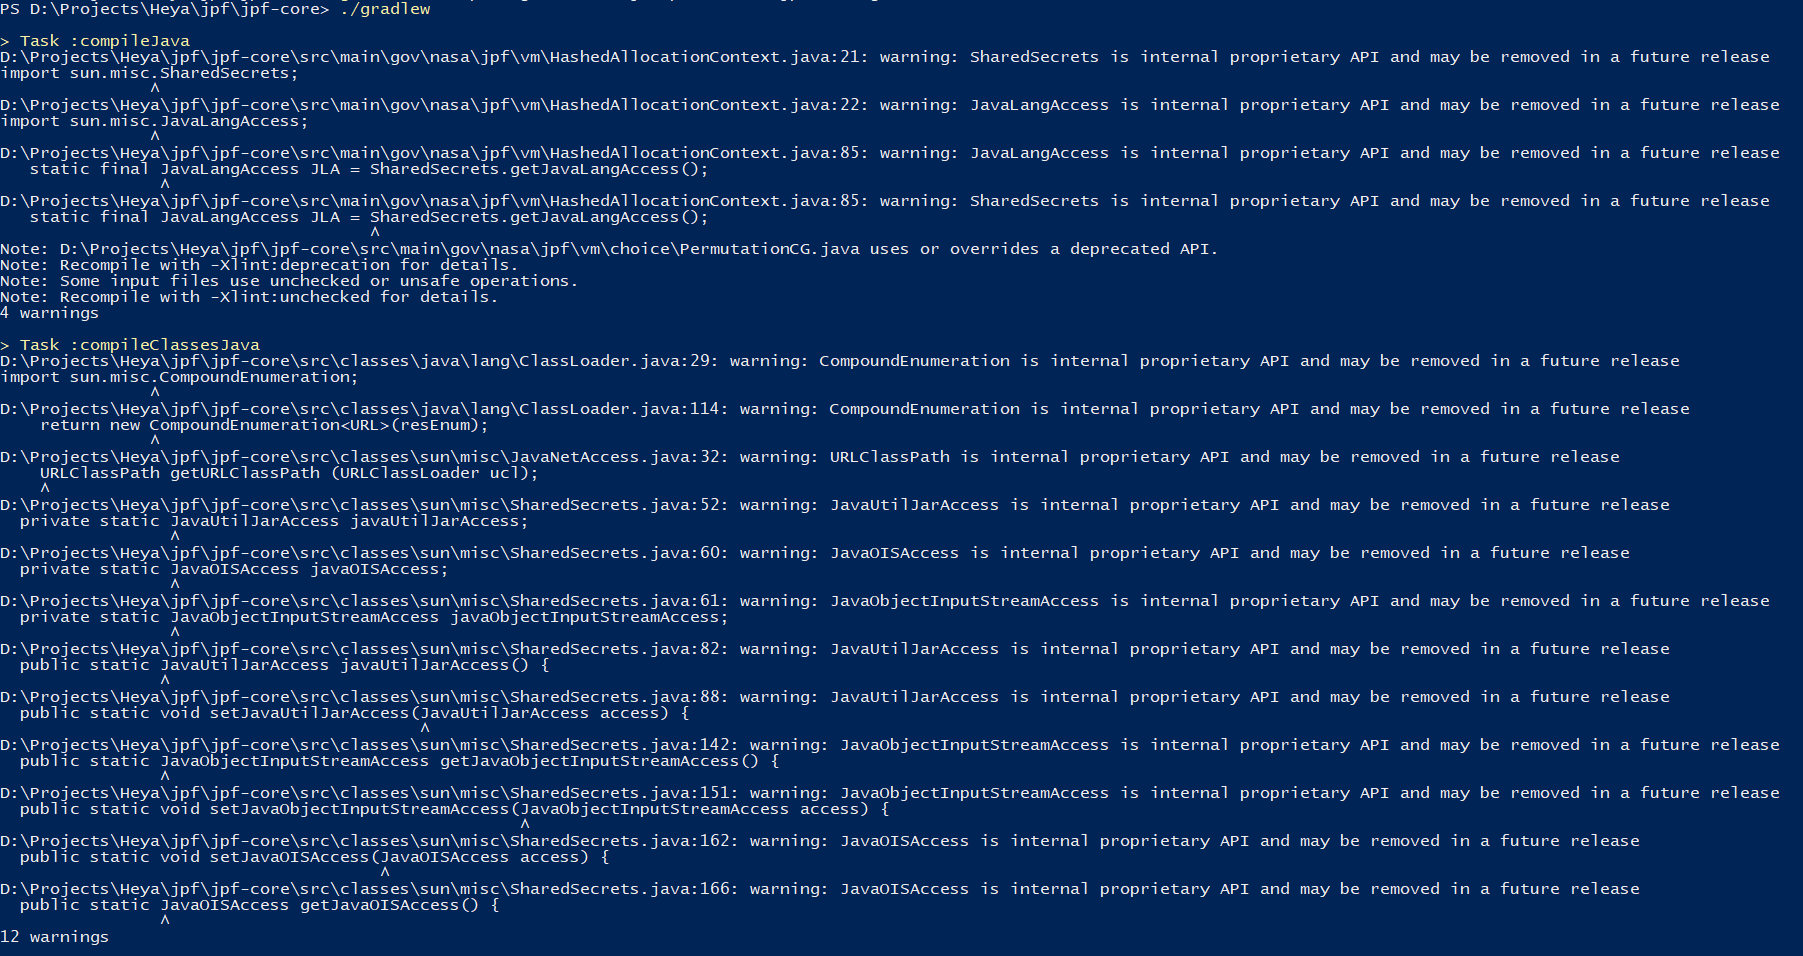 PS D:\Projects\Heya\jpf\jpf-core> ./gradlew
> Task :compileJava
D:\Projects\Heya\jpf\jpf-core\src\main\gov\nasa\jpf\vm\HashedAllocationContext.java:21: warning: SharedSecrets is internal proprietary API and may be removed in a future release
import sun.misc.SharedSecrets;
^
D:\Projects\Heya\jpf\jpf-core\src\main\gov\nasa\jpf\vm\HashedAllocationContext.java:22: warning: JavaLangAccess is internal proprietary API and may be removed in a future release
import sun.misc.JavaLangAccess;
^
D:\Projects\Heya\jpf\jpf-core\src\main\gov\nasa\jpf\vm\HashedAllocationContext.java:85: warning: JavaLangAccess is internal proprietary API and may be removed in a future release
static final JavaLangAccess JLA = SharedSecrets.getJavaLangAccess();
^
D:\Projects\Heya\jpf\jpf-core\src\main\gov\nasa\jpf\vm\HashedAllocationContext.java:85: warning: SharedSecrets is internal proprietary API and may be removed in a future release
static final JavaLangAccess JLA = SharedSecrets.getJavaLangAccess();
^
Note: D:\Projects\Heya\jpf\jpf-core\src\main\gov\nasa\jpf\vm\choice\PermutationCG.java uses or overrides a deprecated API.
Note: Recompile with -Xlint:deprecation for details.
Note: Some input files use unchecked or unsafe operations.
Note: Recompile with -Xlint:unchecked for details.
4 warnings
> Task :compileClassesJava
D:\Projects\Heya\jpf\jpf-core\src\classes\java\lang\ClassLoader.java:29: warning: CompoundEnumeration is internal proprietary API and may be removed in a future release
import sun.misc.CompoundEnumeration;
^
D:\Projects\Heya\jpf\jpf-core\src\classes\java\lang\ClassLoader.java:114: warning: CompoundEnumeration is internal proprietary API and may be removed in a future release
return new CompoundEnumeration<URL>(resEnum);
^
D:\Projects\Heya\jpf\jpf-core\src\classes\sun\misc\JavaNetAccess.java:32: warning: URLClassPath is internal proprietary API and may be removed in a future release
URLClassPath getURLClassPath (URLClassLoader ucl);
^
D:\Projects\Heya\jpf\jpf-core\src\classes\sun\misc\SharedSecrets.java:52: warning: JavaUtilJarAccess is internal proprietary API and may be removed in a future release
private static JavaUtilJarAccess javaUtilJarAccess;
^
D:\Projects\Heya\jpf\jpf-core\src\classes\sun\misc\SharedSecrets.java:60: warning: JavaOISAccess is internal proprietary API and may be removed in a future release
private static JavaOISAccess javaOISAccess;
^
D:\Projects\Heya\jpf\jpf-core\src\classes\sun\misc\SharedSecrets.java:61: warning: JavaObjectInputStreamAccess is internal proprietary API and may be removed in a future release
private static JavaObjectInputStreamAccess javaObjectInputStreamAccess;
^
D:\Projects\Heya\jpf\jpf-core\src\classes\sun\misc\SharedSecrets.java:82: warning: JavaUtilJarAccess is internal proprietary API and may be removed in a future release
public static JavaUtilJarAccess javaUtilJarAccess() {
^
D:\Projects\Heya\jpf\jpf-core\src\classes\sun\misc\SharedSecrets.java:88: warning: JavaUtilJarAccess is internal proprietary API and may be removed in a future release
public static void setJavaUtilJarAccess(JavaUtilJarAccess access) {
^
D:\Projects\Heya\jpf\jpf-core\src\classes\sun\misc\SharedSecrets.java:142: warning: JavaObjectInputStreamAccess is internal proprietary API and may be removed in a future release
public static JavaObjectInputStreamAccess getJavaObjectInputStreamAccess() {
^
D:\Projects\Heya\jpf\jpf-core\src\classes\sun\misc\SharedSecrets.java:151: warning: JavaObjectInputStreamAccess is internal proprietary API and may be removed in a future release
public static void setJavaObjectInputStreamAccess(JavaObjectInputStreamAccess access) {
^
D:\Projects\Heya\jpf\jpf-core\src\classes\sun\misc\SharedSecrets.java:162: warning: JavaOISAccess is internal proprietary API and may be removed in a future release
public static void setJavaOISAccess(JavaOISAccess access) {
^
D:\Projects\Heya\jpf\jpf-core\src\classes\sun\misc\SharedSecrets.java:166: warning: JavaOISAccess is internal proprietary API and may be removed in a future release
public static JavaOISAccess getJavaOISAccess() {
^
12 warnings